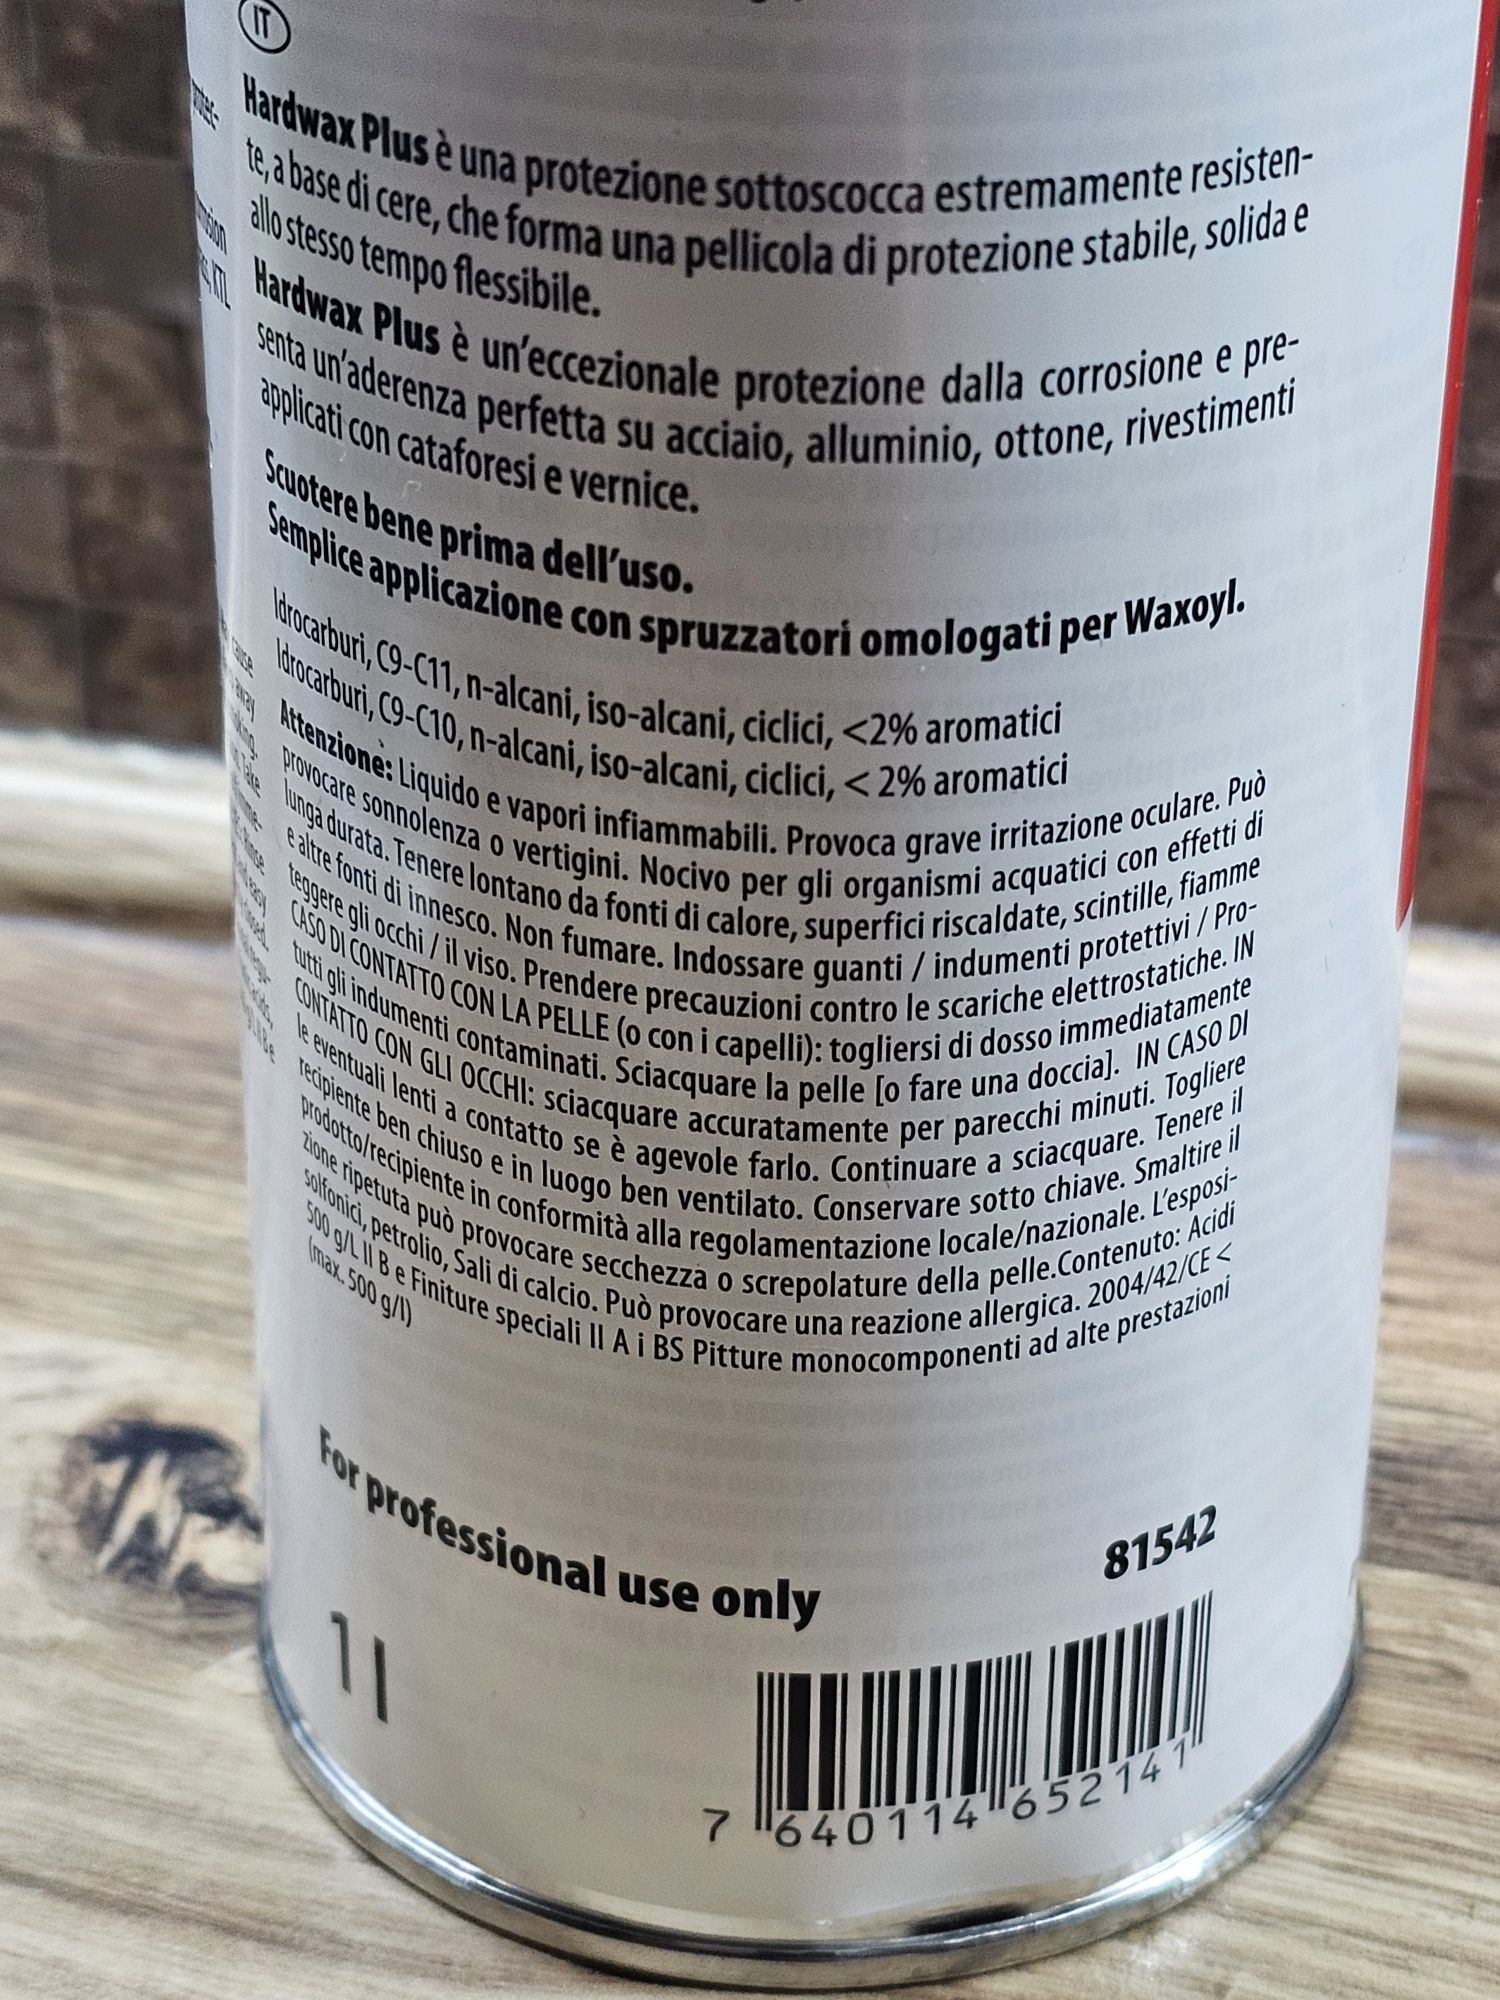 IT
Hardwax Plus è una protezione sottoscocca estremamente resisten-
te, a base di cere, che forma una pellicola di protezione stabile, solida e
allo stesso tempo flessibile.
Hardwax Plus è un'eccezionale protezione dalla corrosione e pre-
senta un'aderenza perfetta su acciaio, alluminio, ottone, rivestimenti
applicati con cataforesi e vernice.
Scuotere bene prima dell'uso.
Semplice applicazione con spruzzatori omologati per Waxoyl.
Idrocarburi, C9-C11, n-alcani, iso-alcani, ciclici, <2% aromatici
Idrocarburi, C9-C10, n-alcani, iso-alcani, ciclici, < 2% aromatici
Attenzione: Liquido e vapori infiammabili. Provoca grave irritazione oculare. Può
provocare sonnolenza o vertigini. Nocivo per gli organismi acquatici con effetti di
lunga durata. Tenere lontano da fonti di calore, superfici riscaldate, scintille, fiamme
e altre fonti di innesco. Non fumare. Indossare guanti / indumenti protettivi / Pro-
teggere gli occhi / il viso. Prendere precauzioni contro le scariche elettrostatiche. IN
CASO DI CONTATTO CON LA PELLE (o con i capelli): togliersi di dosso immediatamente
tutti gli indumenti contaminati. Sciacquare la pelle [o fare una doccia]. IN CASO DI
CONTATTO CON GLI OCCHI: sciacquare accuratamente per parecchi minuti. Togliere
le eventuali lenti a contatto se è agevole farlo. Continuare a sciacquare. Tenere il
recipiente ben chiuso e in luogo ben ventilato. Conservare sotto chiave. Smaltire il
prodotto/recipiente in conformità alla regolamentazione locale/nazionale. L'esposi-
zione ripetuta può provocare secchezza o screpolature della pelle.Contenuto: Acidi
solfonici, petrolio, Sali di calcio. Può provocare una reazione allergica. 2004/42/CE <
500 g/L II B e Finiture speciali II A i BS Pitture monocomponenti ad alte prestazioni
(max. 500 g/l)
For professional use only
81542
1 l
7 640114 652141